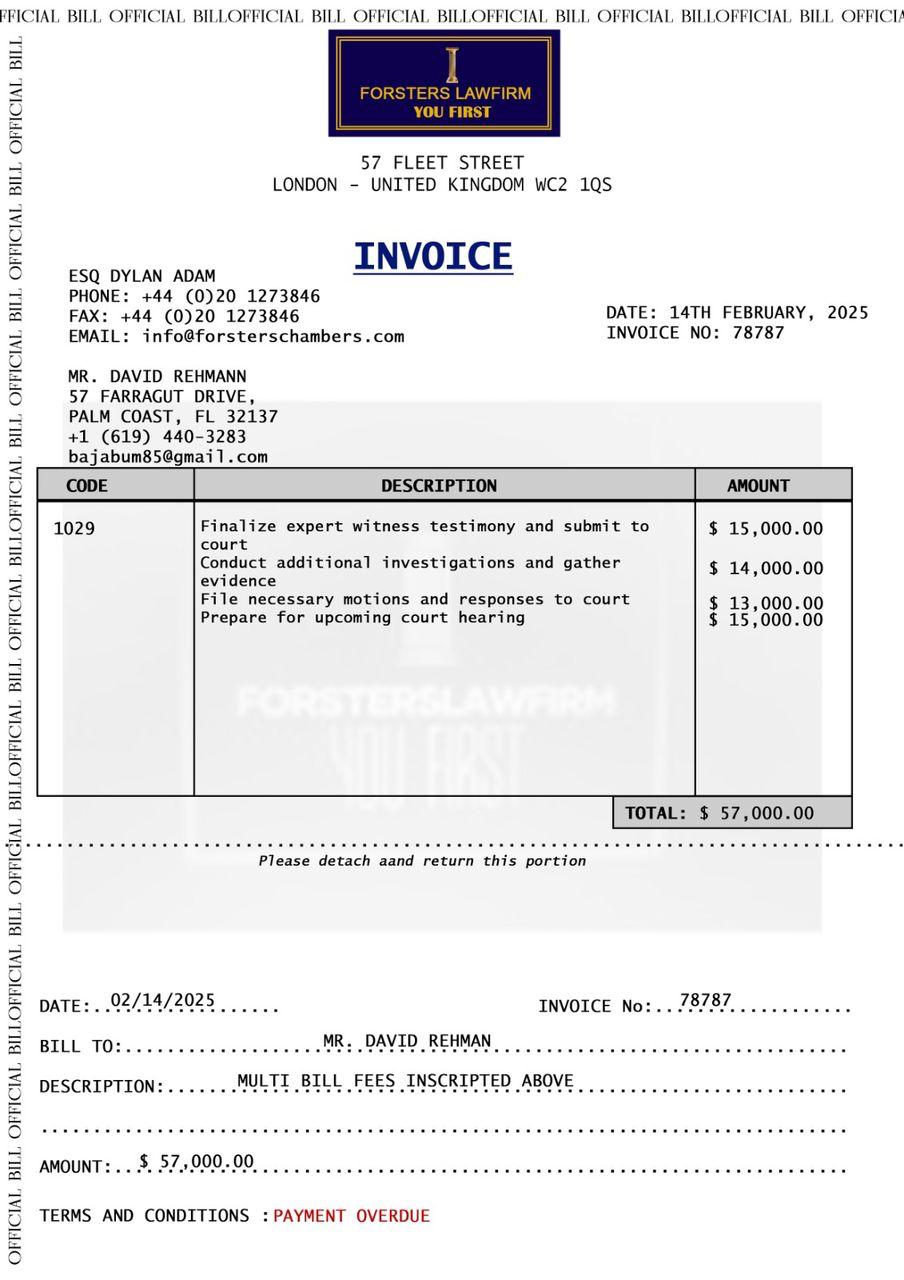 FFICIAL BILL OFFICIAL BILLOFFICIAL BILL OFFICIAL BILLOFFICIAL BILL OFFICIAL BILLOFFICIAL BILL OFFICIA
OFFICIAL BILL OFFICIAL BILLOFFICIAL BILL OFFICIAL BILLOFFICIAL BILL OFFICIAL BILLOFFICIAL BILL OFFICIAL BILL OFFICIAL BILL
FORSTERS LAWFIRM
YOU FIRST
57 FLEET STREET
LONDON - UNITED KINGDOM WC2 1QS
INVOICE
ESQ DYLAN ADAM
PHONE: +44 (0)20 1273846
FAX: +44 (0)20 1273846
EMAIL: info@forsterschambers.com
DATE: 14TH FEBRUARY, 2025
INVOICE NO: 78787
MR. DAVID REHMANN
57 FARRAGUT DRIVE,
PALM COAST, FL 32137
+1 (619) 440-3283
bajabum85@gmail.com
CODE DESCRIPTION AMOUNT
1029 Finalize expert witness testimony and submit to $ 15,000.00
court
Conduct additional investigations and gather $ 14,000.00
evidence
File necessary motions and responses to court $ 13,000.00
Prepare for upcoming court hearing $ 15,000.00
FORSTERSLAWFIRM
YOU FIRST
TOTAL: $ 57,000.00
Please detach aand return this portion
DATE:..02/14/2025
INVOICE No:...78787
BILL TO: MR. DAVID REHMAN
DESCRIPTION: MULTI BILL FEES INSCRIPTED ABOVE
AMOUNT: $ 57,000.00
TERMS AND CONDITIONS : PAYMENT OVERDUE